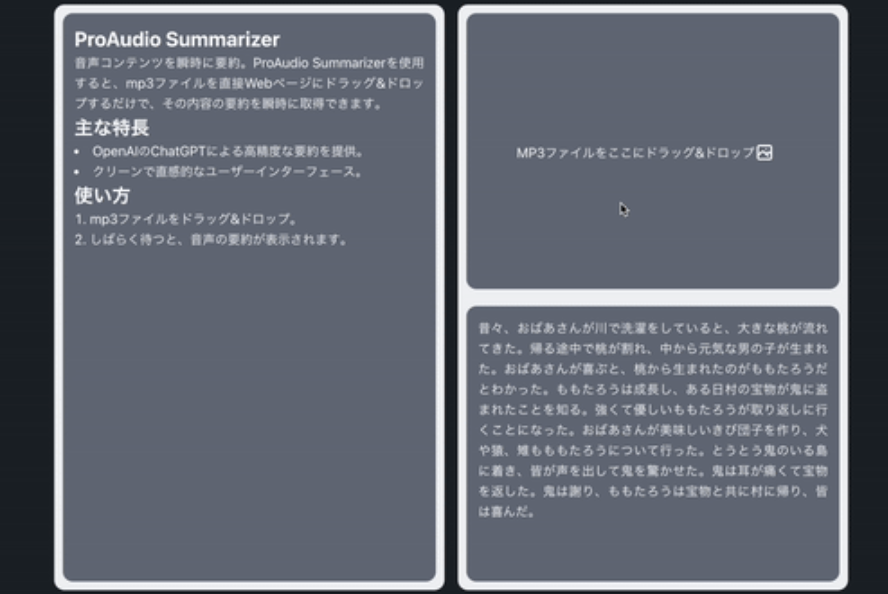 ProAudio Summarizer
音声コンテンツを瞬時に要約。ProAudio Summarizerを使用
すると、mp3ファイルを直接Webページにドラッグ&ドロッ
プするだけで、その内容の要約を瞬時に取得できます。
主な特長
• OpenAIのChatGPTによる高精度な要約を提供。
• クリーンで直感的なユーザーインターフェース。
使い方
1. mp3ファイルをドラッグ&ドロップ。
2. しばらく待つと、音声の要約が表示されます。
MP3ファイルをここにドラッグ&ドロップ
昔々、おばあさんが川で洗濯をしていると、大きな桃が流れ
てきた。帰る途中で桃が割れ、中から元気な男の子が生まれ
た。おばあさんが喜ぶと、桃から生まれたのがももたろうだ
とわかった。ももたろうは成長し、ある日村の宝物が鬼に盗
まれたことを知る。強くて優しいももたろうが取り返しに行
くことになった。おばあさんが美味しいきび団子を作り、犬
や猿、雉もももたろうについて行った。とうとう鬼のいる島
に着き、皆が声を出して鬼を驚かせた。鬼は耳が痛くて宝物
を返した。鬼は謝り、ももたろうは宝物と共に村に帰り、皆
は喜んだ。